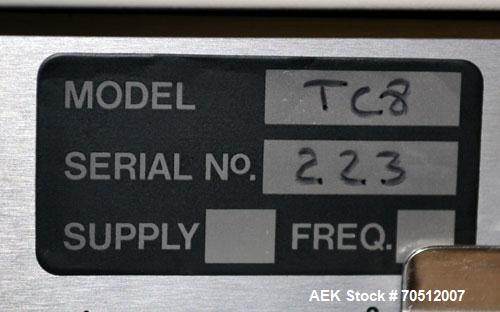 MODEL TC8
SERIAL No. 223
SUPPLY FREQ.
AEK Stock # 70512007